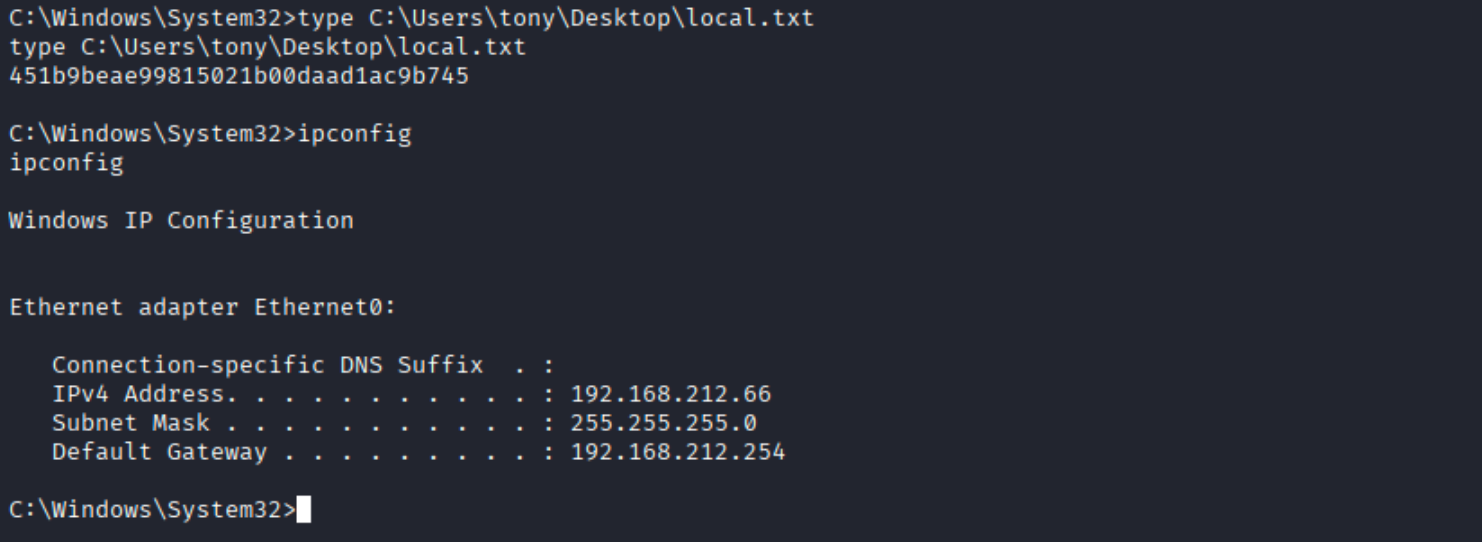 C:\Windows\System32>type C:\Users\tony\Desktop\local.txt
type C:\Users\tony\Desktop\local.txt
451b9beae99815021b00daad1ac9b745
C:\Windows\System32>ipconfig
ipconfig
Windows IP Configuration
Ethernet adapter Ethernet0:
   Connection-specific DNS Suffix  . :
   IPv4 Address. . . . . . . . . . . : 192.168.212.66
   Subnet Mask . . . . . . . . . . . : 255.255.255.0
   Default Gateway . . . . . . . . . : 192.168.212.254
C:\Windows\System32>